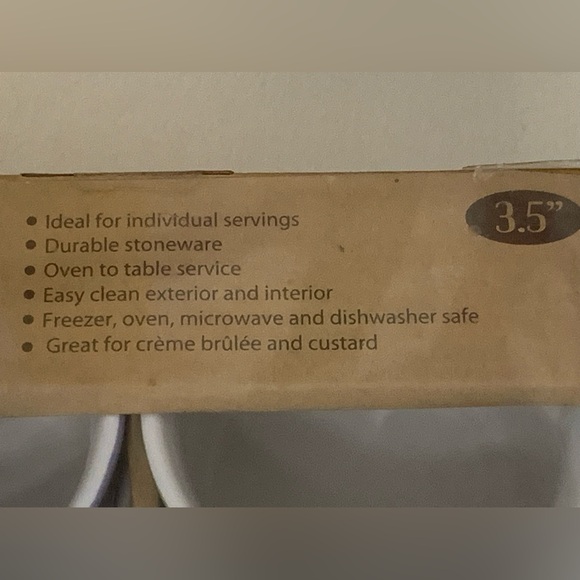 3.5”
• Ideal for individual servings
• Durable stoneware
• Oven to table service
• Easy clean exterior and interior
• Freezer, oven, microwave and dishwasher safe
• Great for crème brûlée and custard